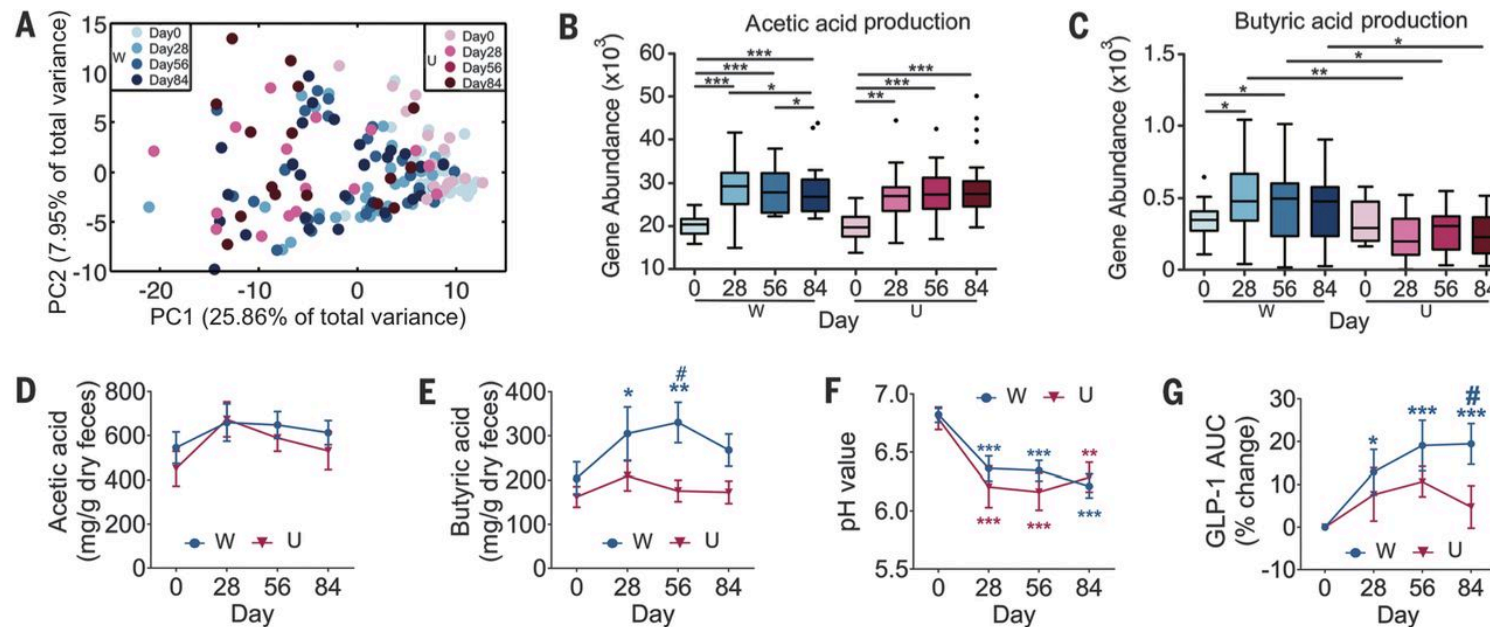 A
15
10
5
0
-5
-10
-20
-10
0
10
PC2 (7.95% of total variance)
PC1 (25.86% of total variance)
W
Day0
Day28
Day56
Day84
U
Day0
Day28
Day56
Day84
B
Acetic acid production
Gene Abundance (x10³)
60
50
40
30
20
10
***
***
***
*
*
***
***
**
0 28 56 84 0 28 56 84
W
U
Day
C
Butyric acid production
Gene Abundance (x10³)
1.5
1.0
0.5
0
*
*
**
*
*
0 28 56 84 0 28 56 84
W
U
Day
D
Acetic acid
(mg/g dry feces)
800
600
400
200
0
W U
0 28 56 84
Day
E
Butyric acid
(mg/g dry feces)
400
300
200
100
0
*
#
**
W U
0 28 56 84
Day
F
pH value
7.0
6.5
6.0
5.5
W U
*** *** **
*** *** ***
0 28 56 84
Day
G
GLP-1 AUC
(% change)
30
20
10
0
-10
#
* *** ***
W U
0 28 56 84
Day